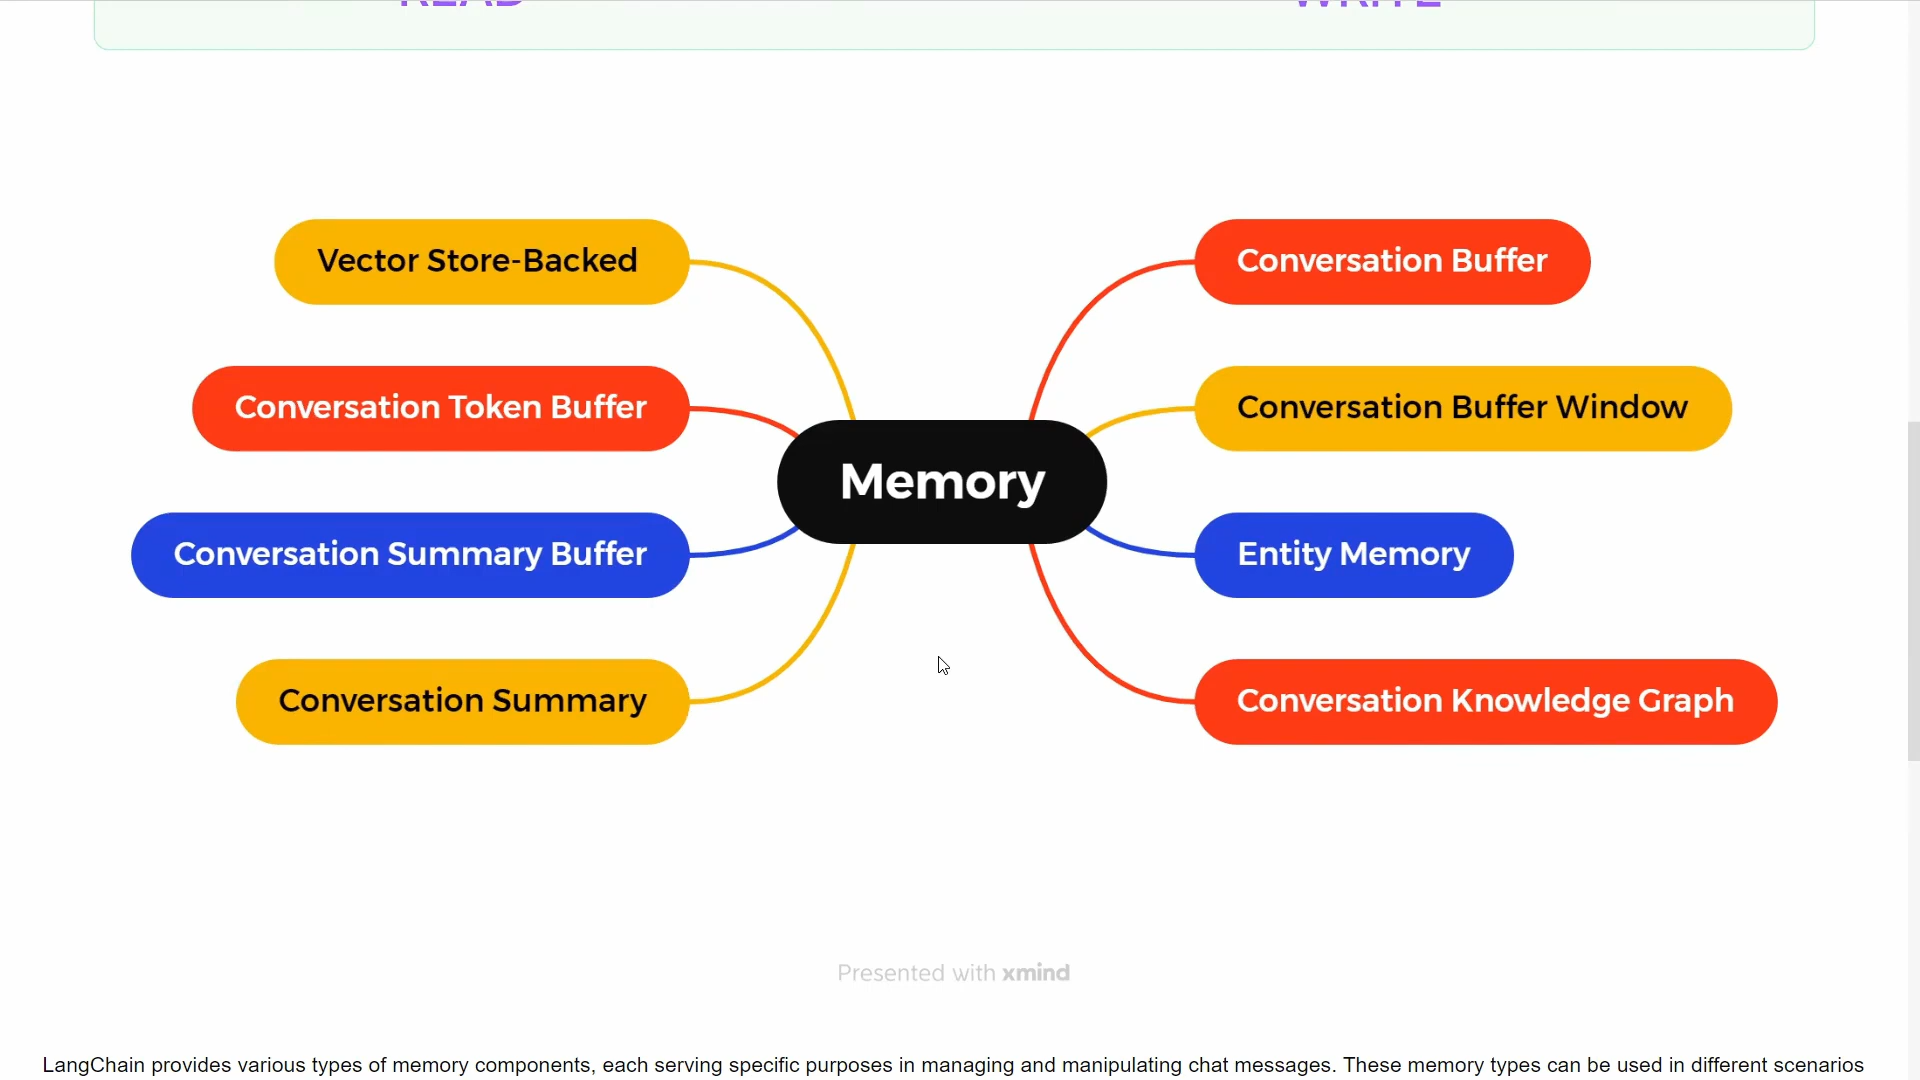 READ
WRITE
Vector Store-Backed
Conversation Token Buffer
Conversation Summary Buffer
Conversation Summary
Memory
Conversation Buffer
Conversation Buffer Window
Entity Memory
Conversation Knowledge Graph
Presented with xmind
LangChain provides various types of memory components, each serving specific purposes in managing and manipulating chat messages. These memory types can be used in different scenarios